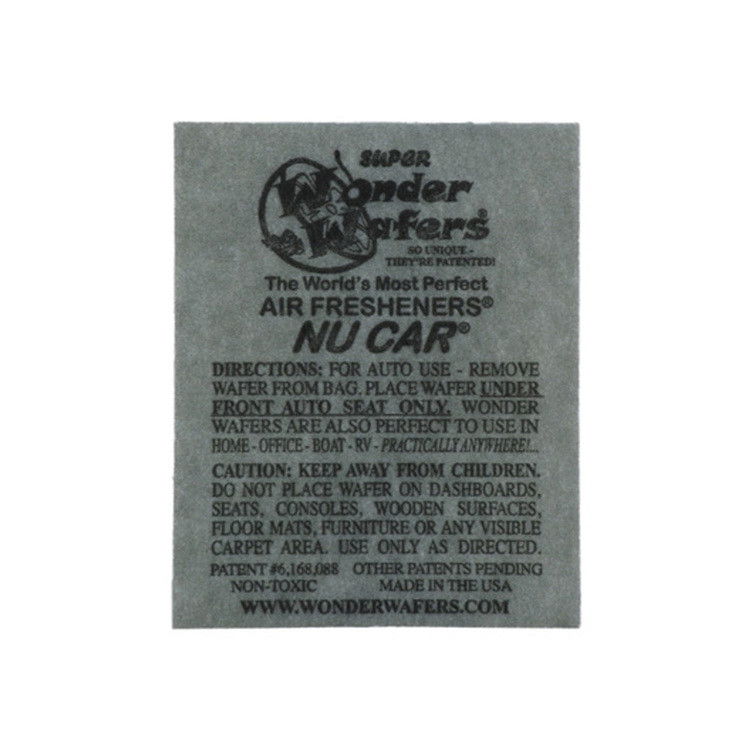 SUPER
Wonder
Wafers®
SO UNIQUE -
THEY'RE PATENTED!
The World's Most Perfect
AIR FRESHENERS®
NU CAR®
DIRECTIONS: FOR AUTO USE - REMOVE
WAFER FROM BAG. PLACE WAFER UNDER
FRONT AUTO SEAT ONLY. WONDER
WAFERS ARE ALSO PERFECT TO USE IN
HOME - OFFICE - BOAT - RV - PRACTICALLY ANYWHERE!...
CAUTION: KEEP AWAY FROM CHILDREN.
DO NOT PLACE WAFER ON DASHBOARDS,
SEATS, CONSOLES, WOODEN SURFACES,
FLOOR MATS, FURNITURE OR ANY VISIBLE
CARPET AREA. USE ONLY AS DIRECTED.
PATENT #6,168,088 OTHER PATENTS PENDING
NON-TOXIC MADE IN THE USA
WWW.WONDERWAFERS.COM